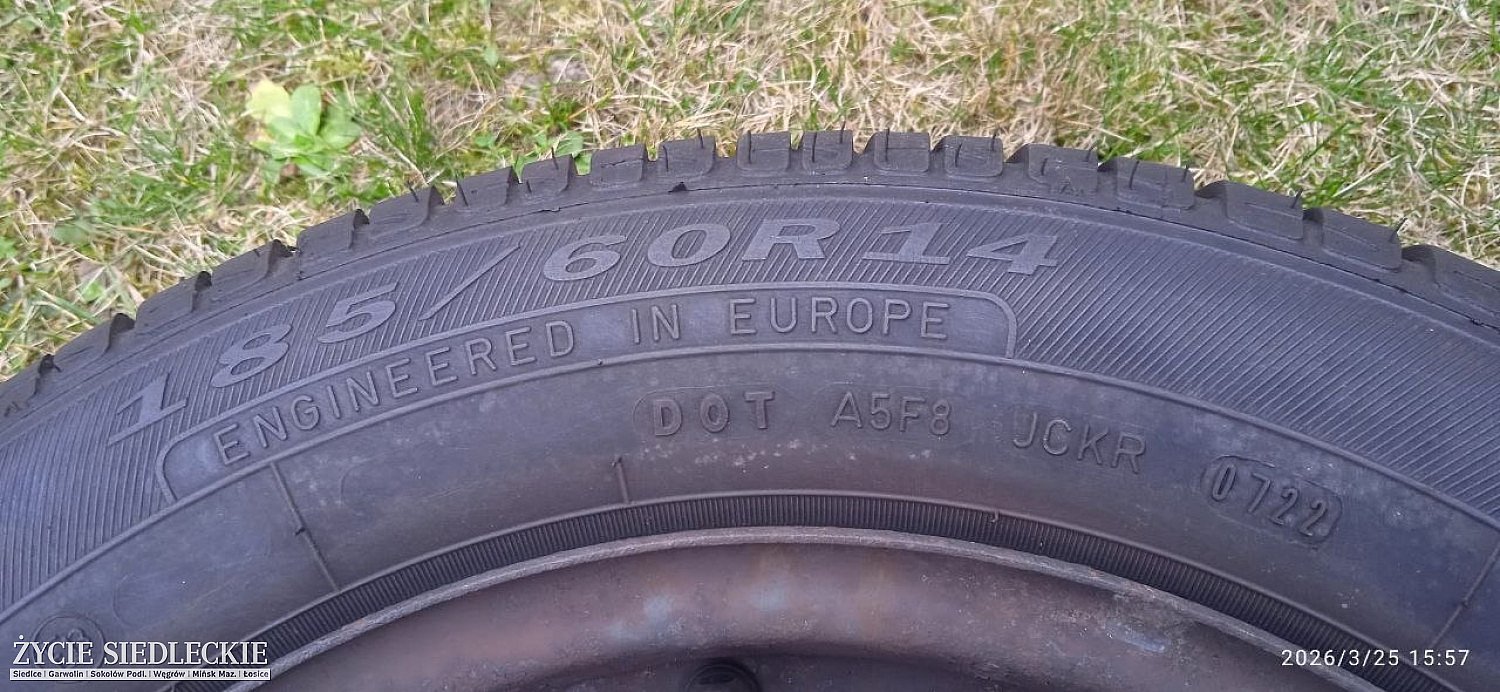 185/60R14
ENGINEERED IN EUROPE
DOT A5F8 JCKR 0722
ŻYCIE SIEDLECKIE
Siedlce | Garwolin | Sokołów Podl. | Węgrów | Mińsk Maz. | Łosice
2026/3/25 15:57